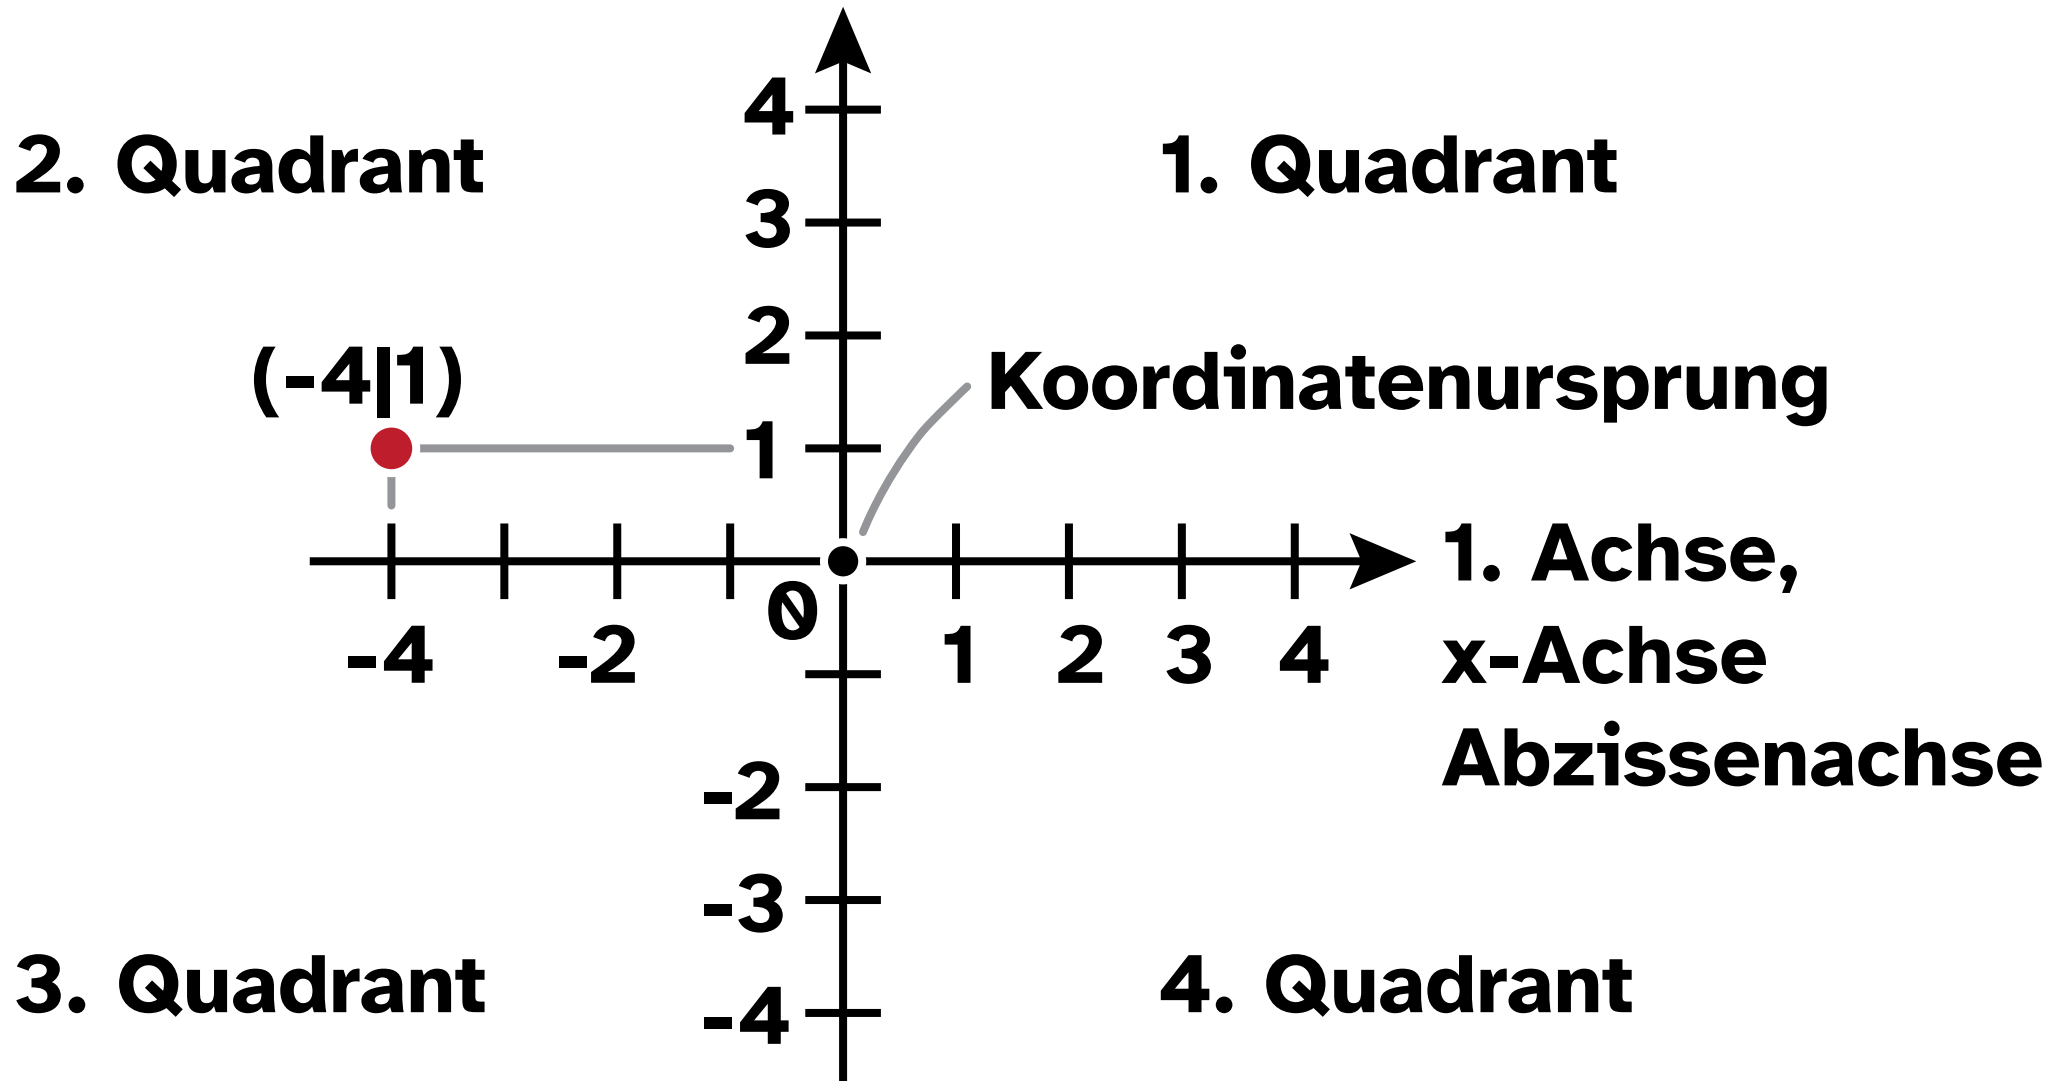 4
2. Quadrant
1. Quadrant
3
2
(-4|1)
Koordinatenursprung
1
1. Achse,
0
-4 -2 1 2 3 4
x-Achse
Abzissenachse
-2
-3
3. Quadrant
4. Quadrant
-4